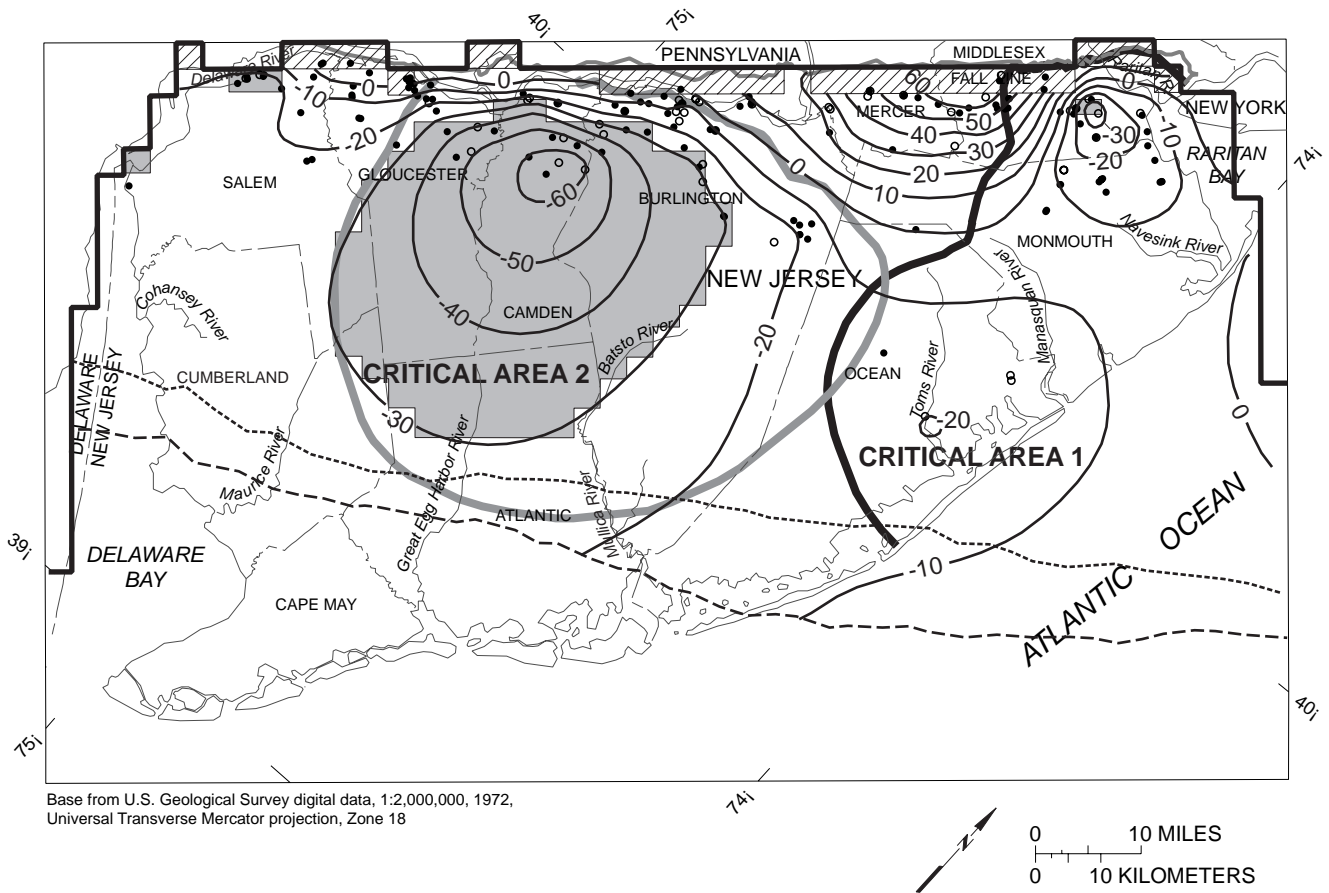 40¡
75¡
PENNSYLVANIA
MIDDLESEX
Delaware River
0
FALL LINE
Raritan R
60
0
-10
0
MERCER
50
NEW YORK
-10
40
-30
-20
30
-20
RARITAN
BAY
74¡
SALEM
GLOUCESTER
0
20
-60
BURLINGTON
10
Navesink River
MONMOUTH
-50
NEW JERSEY
Cohansey River
-40
CAMDEN
Manasquan River
Batsto River
-20
DELAWARE
NEW JERSEY
CUMBERLAND
CRITICAL AREA 2
OCEAN
Toms River
-30
-20
0
CRITICAL AREA 1
Maurice River
Great Egg Harbor River
Mullica River
ATLANTIC
39¡
DELAWARE
BAY
-10
ATLANTIC OCEAN
CAPE MAY
75¡
40¡
74¡
Base from U.S. Geological Survey digital data, 1:2,000,000, 1972,
Universal Transverse Mercator projection, Zone 18
N
0 10 MILES
0 10 KILOMETERS